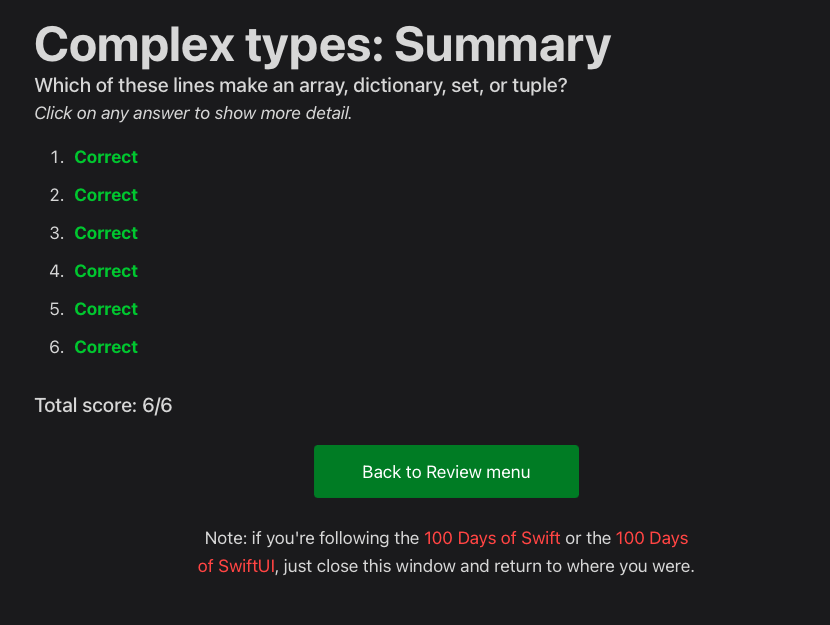 Complex types: Summary
Which of these lines make an array, dictionary, set, or tuple?
Click on any answer to show more detail.
1. Correct
2. Correct
3. Correct
4. Correct
5. Correct
6. Correct
Total score: 6/6
Back to Review menu
Note: if you're following the 100 Days of Swift or the 100 Days
of SwiftUI, just close this window and return to where you were.